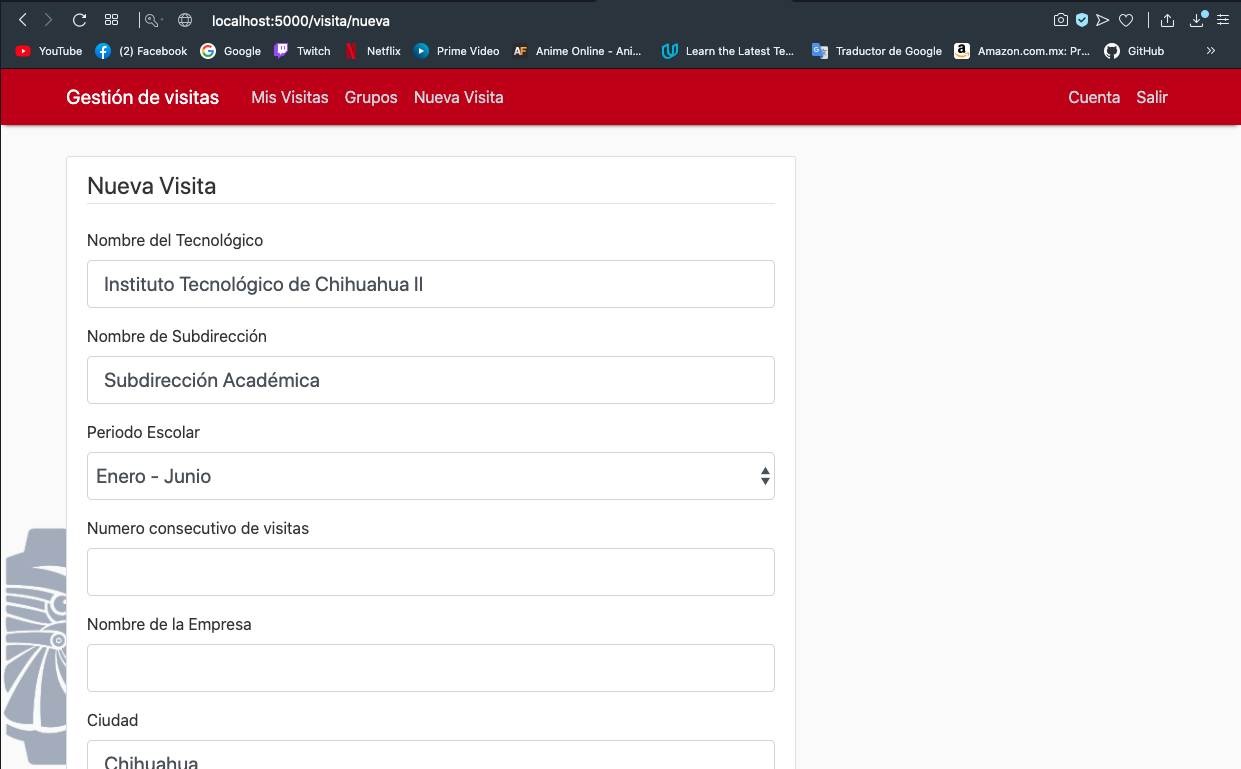 localhost:5000/visita/nueva
YouTube (2) Facebook Google Twitch Netflix Prime Video AF Anime Online - Ani... Learn the Latest Te... Traductor de Google Amazon.com.mx: Pr... GitHub »
Gestión de visitas Mis Visitas Grupos Nueva Visita Cuenta Salir
Nueva Visita
Nombre del Tecnológico
Instituto Tecnológico de Chihuahua II
Nombre de Subdirección
Subdirección Académica
Periodo Escolar
Enero - Junio
Numero consecutivo de visitas
Nombre de la Empresa
Ciudad
Chihuahua